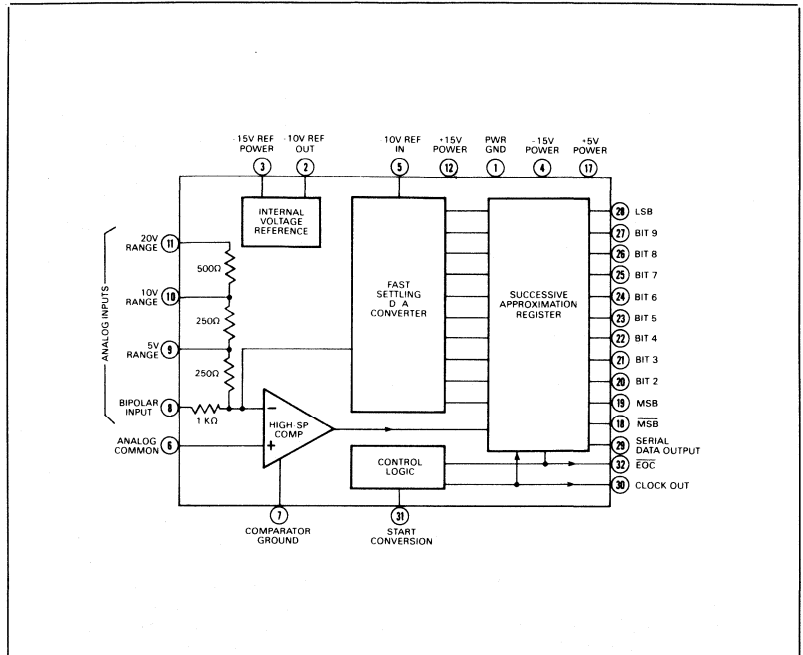 -15V REF
POWER
-10V REF
OUT
10V REF
IN
+15V
POWER
PWR
GND
-15V
POWER
+5V
POWER
3
2
5
12
1
4
17
ANALOG INPUTS
20V
RANGE
11
10V
RANGE
10
5V
RANGE
9
BIPOLAR
INPUT
8
ANALOG
COMMON
6
500Ω
250Ω
250Ω
1 KΩ
INTERNAL
VOLTAGE
REFERENCE
HIGH-SP
COMP
-
+
FAST
SETTLING
D A
CONVERTER
SUCCESSIVE
APPROXIMATION
REGISTER
CONTROL
LOGIC
28 LSB
27 BIT 9
26 BIT 8
25 BIT 7
24 BIT 6
23 BIT 5
22 BIT 4
21 BIT 3
20 BIT 2
19 MSB
18 M̅S̅B̅
29 SERIAL
DATA OUTPUT
32 E̅O̅C̅
30 CLOCK OUT
7
COMPARATOR
GROUND
31
START
CONVERSION